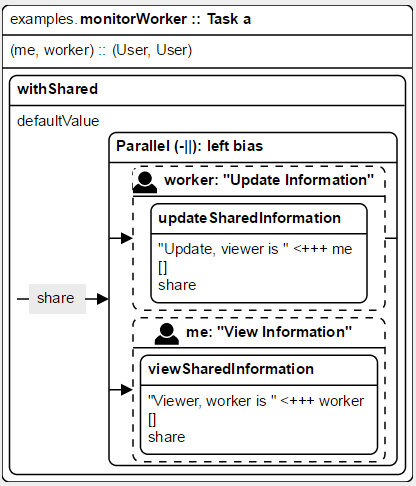 examples.monitorWorker :: Task a
(me, worker) :: (User, User)
withShared
defaultValue
Parallel (-||): left bias
worker: "Update Information"
updateSharedInformation
"Update, viewer is " <+++ me
[]
share
share
me: "View Information"
viewSharedInformation
"Viewer, worker is " <+++ worker
[]
share